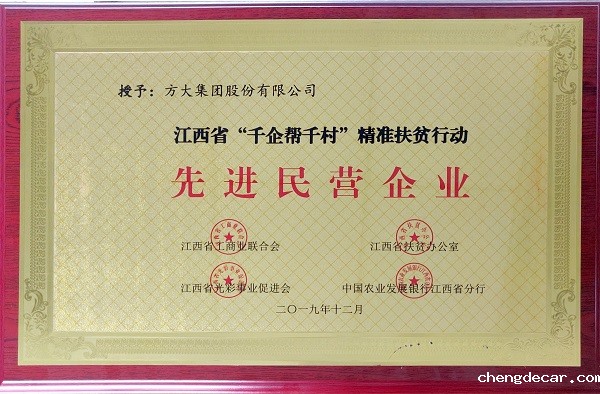 授予：方大集团股份有限公司
江西省“千企帮千村”精准扶贫行动
先进民营企业
江西省工商业联合会 江西省扶贫办公室
江西省光彩事业促进会 中国农业发展银行江西省分行
二〇一九年十二月
chengdecar.com